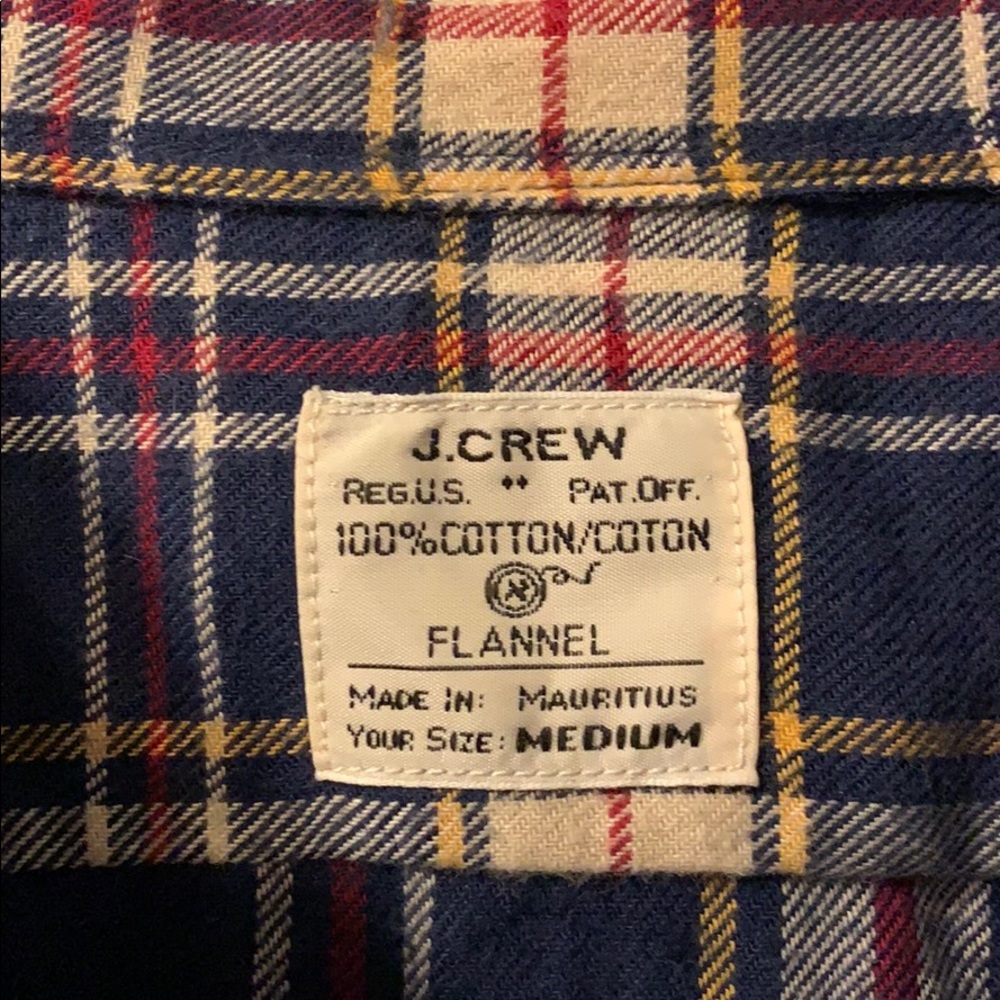 J.CREW
REG.U.S. ** PAT.OFF.
100%COTTON/COTON
FLANNEL
MADE IN: MAURITIUS
YOUR SIZE: MEDIUM